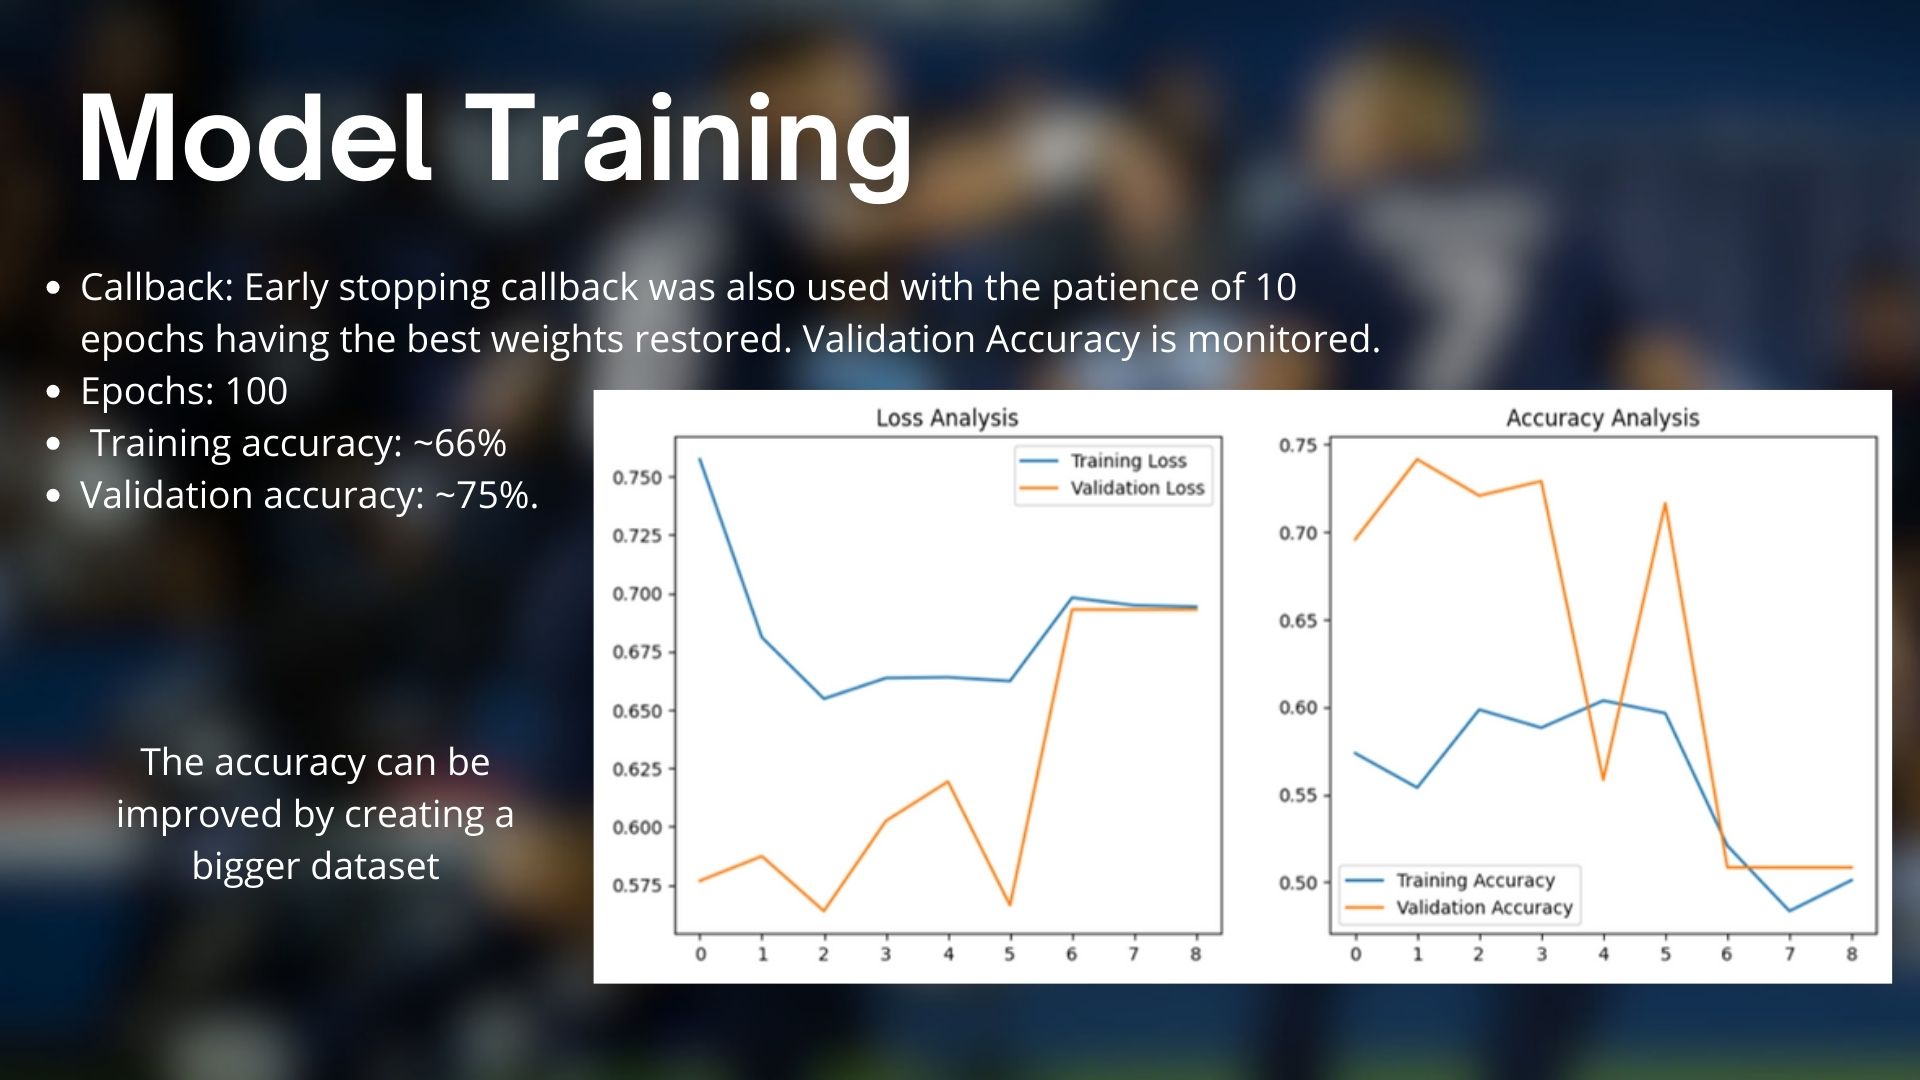 Model Training
• Callback: Early stopping callback was also used with the patience of 10
epochs having the best weights restored. Validation Accuracy is monitored.
• Epochs: 100
• Training accuracy: ~66%
• Validation accuracy: ~75%.
The accuracy can be
improved by creating a
bigger dataset
Loss Analysis
Training Loss
Validation Loss
0.750
0.725
0.700
0.675
0.650
0.625
0.600
0.575
0 1 2 3 4 5 6 7 8
Accuracy Analysis
0.75
0.70
0.65
0.60
0.55
0.50
Training Accuracy
Validation Accuracy
0 1 2 3 4 5 6 7 8
7